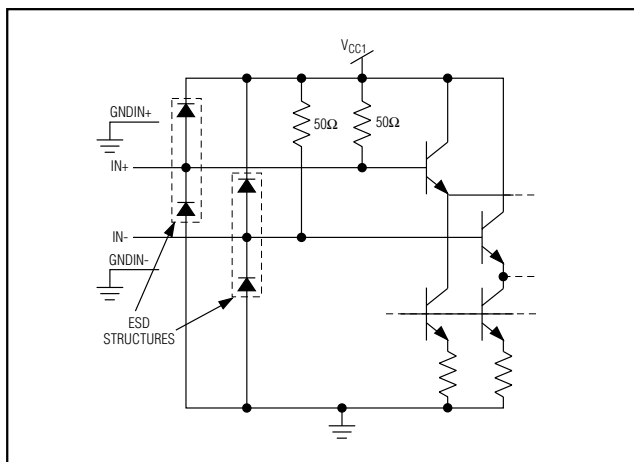 VCC1
GNDIN+
50Ω
50Ω
IN+
IN-
GNDIN-
ESD
STRUCTURES